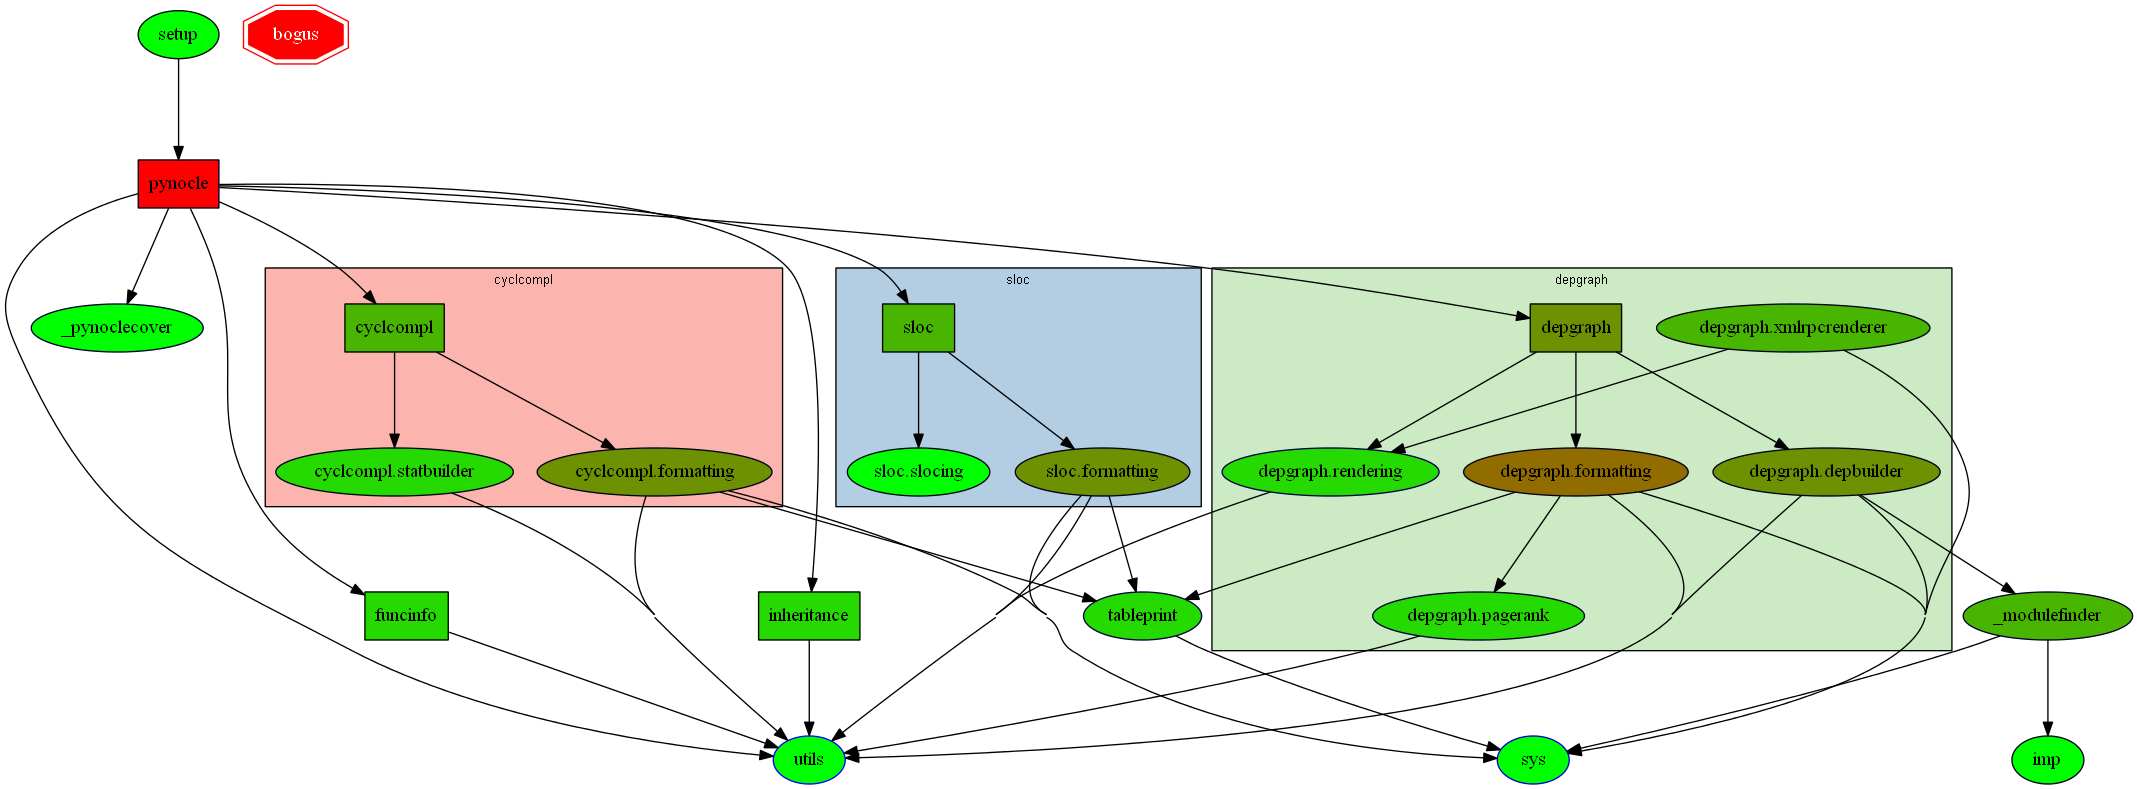 setup
bogus
pynocle
cyclcompl
sloc
depgraph
_pynoclecover
cyclcompl
sloc
depgraph
depgraph.xmlrpcrenderer
cyclcompl.statbuilder
cyclcompl.formatting
sloc.slocing
sloc.formatting
depgraph.rendering
depgraph.formatting
depgraph.depbuilder
funcinfo
inheritance
tableprint
depgraph.pagerank
_modulefinder
utils
sys
imp